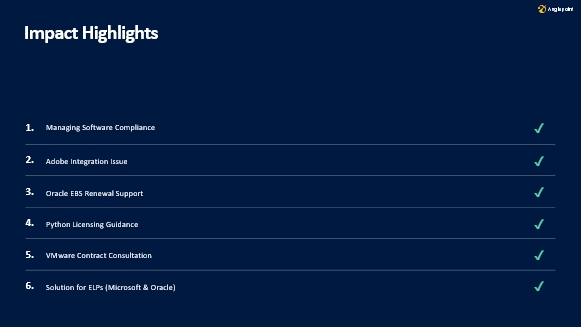 Anglepoint
Impact Highlights
1. Managing Software Compliance ✓
2. Adobe Integration Issue ✓
3. Oracle EBS Renewal Support ✓
4. Python Licensing Guidance ✓
5. VMware Contract Consultation ✓
6. Solution for ELPs (Microsoft & Oracle) ✓